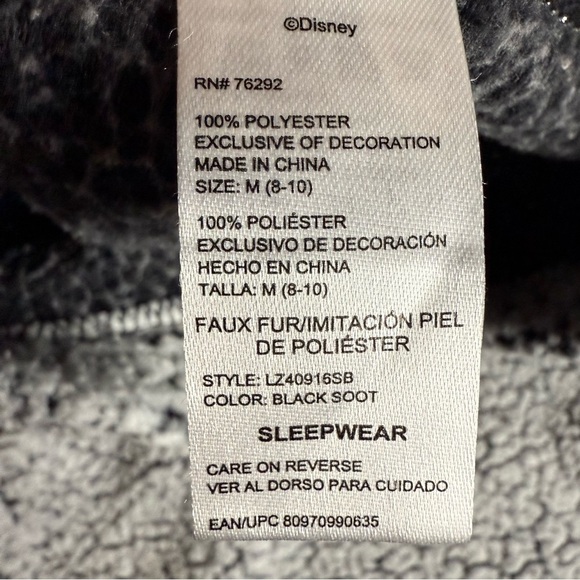 ©Disney
RN# 76292
100% POLYESTER
EXCLUSIVE OF DECORATION
MADE IN CHINA
SIZE: M (8-10)
100% POLIÉSTER
EXCLUSIVO DE DECORACIÓN
HECHO EN CHINA
TALLA: M (8-10)
FAUX FUR/IMITACIÓN PIEL
DE POLIÉSTER
STYLE: LZ40916SB
COLOR: BLACK SOOT
SLEEPWEAR
CARE ON REVERSE
VER AL DORSO PARA CUIDADO
EAN/UPC 80970990635